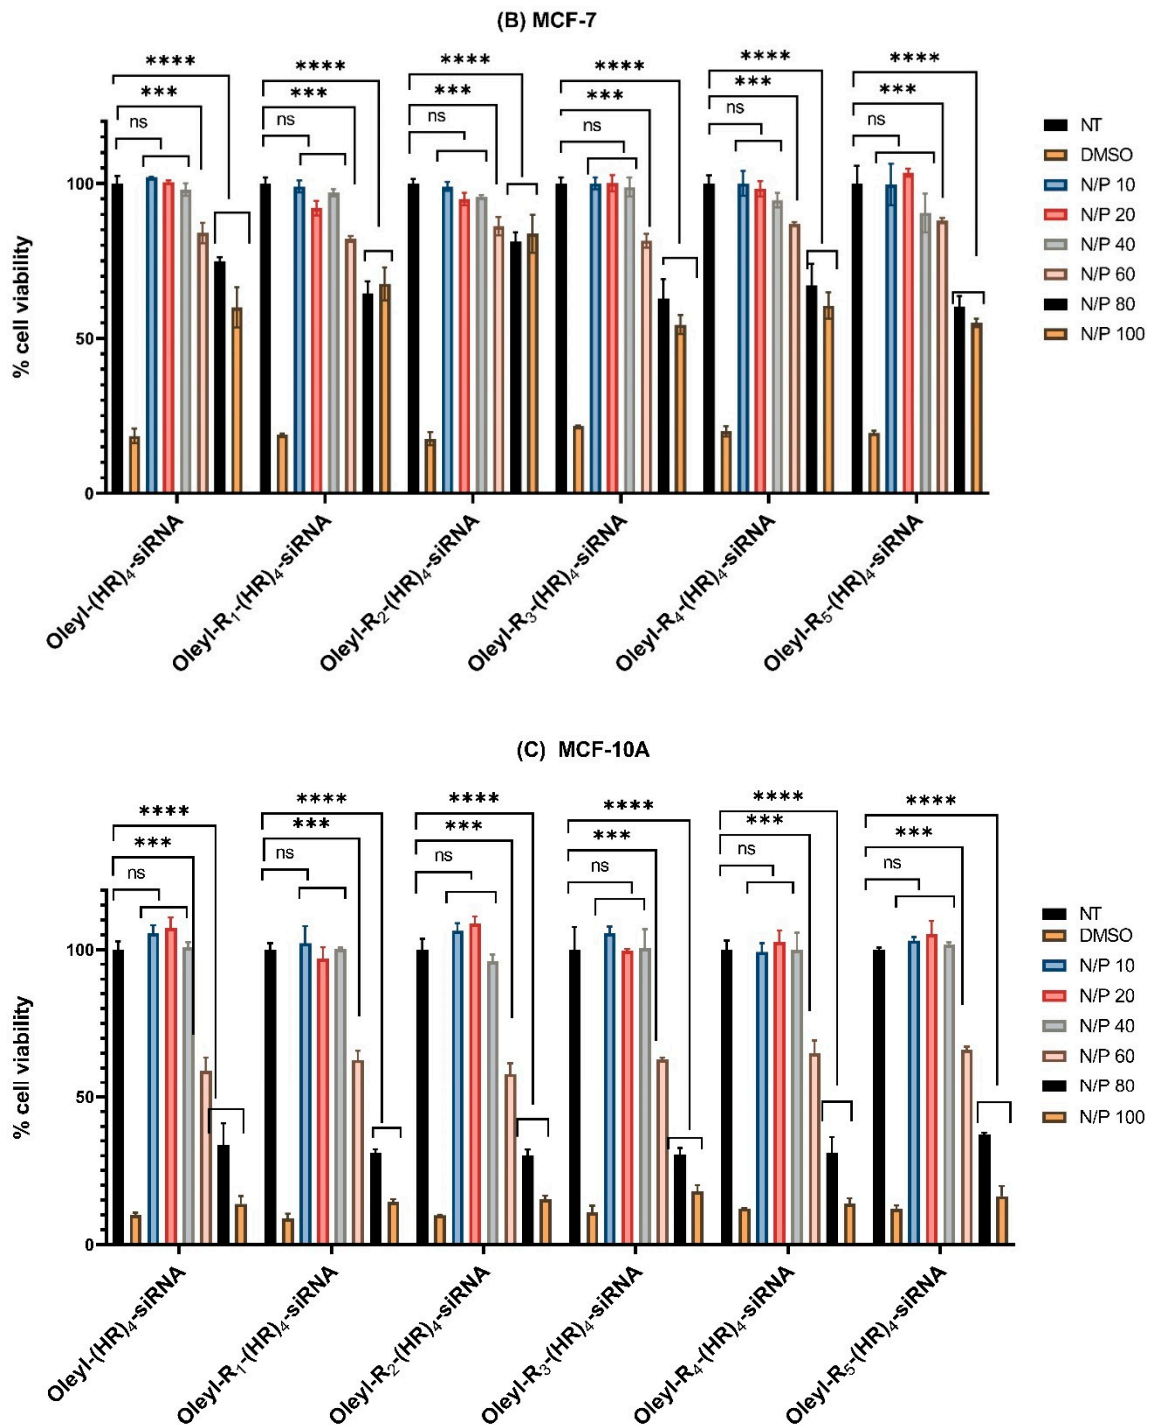 (B) MCF-7
**** **** **** **** **** ****
*** *** *** *** *** ***
ns ns ns ns ns ns
% cell viability
100
50
0
NT
DMSO
N/P 10
N/P 20
N/P 40
N/P 60
N/P 80
N/P 100
Oleyl-(HR)₄-siRNA
Oleyl-R₁-(HR)₄-siRNA
Oleyl-R₂-(HR)₄-siRNA
Oleyl-R₃-(HR)₄-siRNA
Oleyl-R₄-(HR)₄-siRNA
Oleyl-R₅-(HR)₄-siRNA
(C) MCF-10A
**** **** **** **** **** ****
*** *** *** *** *** ***
ns ns ns ns ns ns
% cell viability
100
50
0
NT
DMSO
N/P 10
N/P 20
N/P 40
N/P 60
N/P 80
N/P 100
Oleyl-(HR)₄-siRNA
Oleyl-R₁-(HR)₄-siRNA
Oleyl-R₂-(HR)₄-siRNA
Oleyl-R₃-(HR)₄-siRNA
Oleyl-R₄-(HR)₄-siRNA
Oleyl-R₅-(HR)₄-siRNA